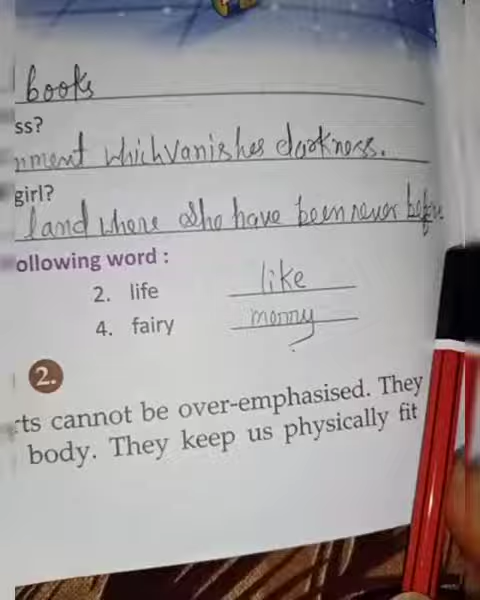 books
ss?
nment which vanishes darkness.
girl?
land where she have been never before
ollowing word :
2. life like
4. fairy merry
2.
rts cannot be over-emphasised. They
body. They keep us physically fit